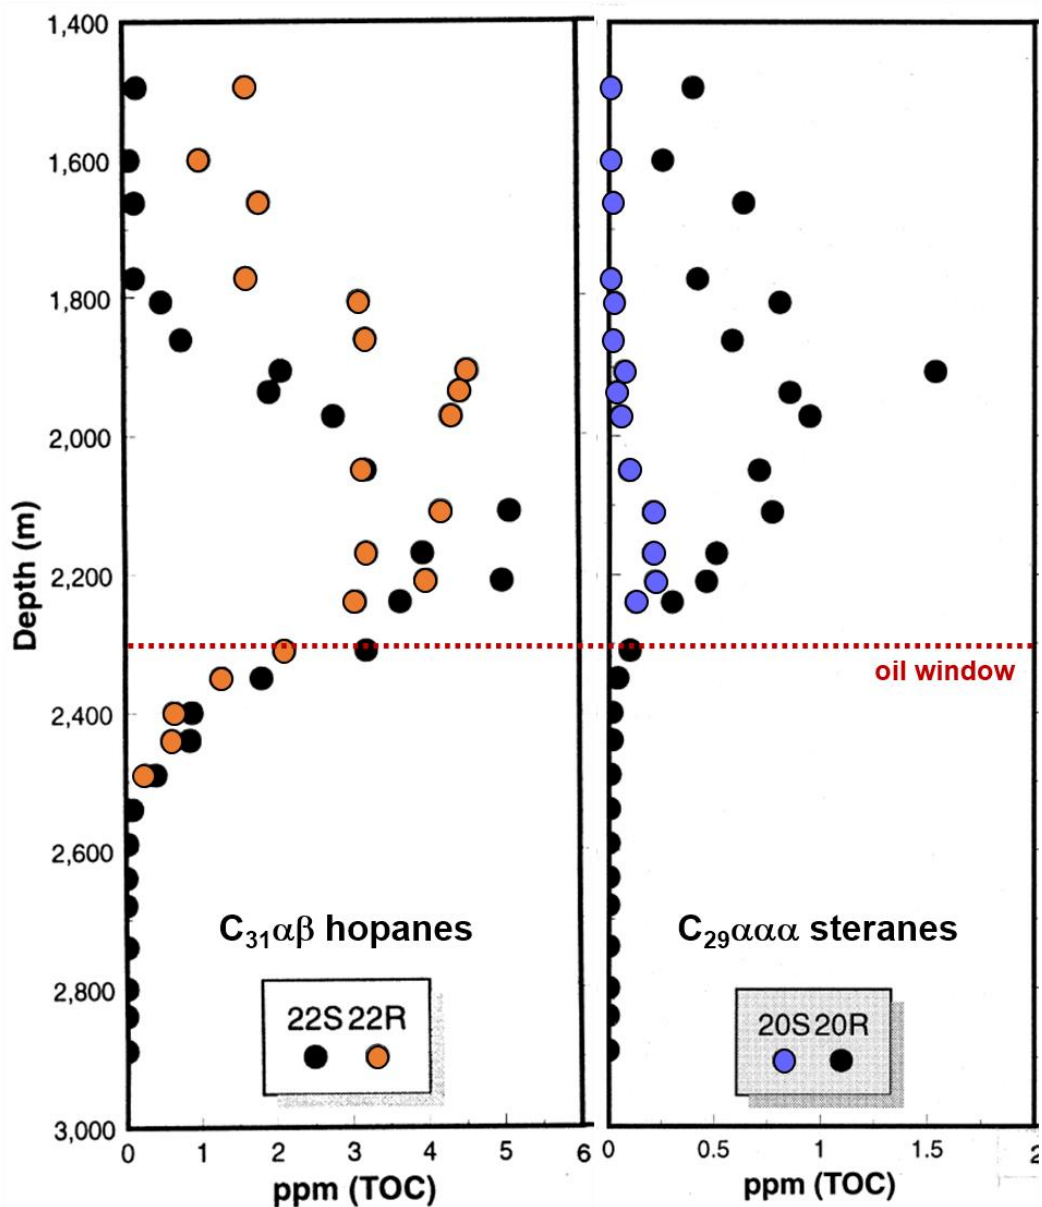 Depth (m)
1,400
1,600
1,800
2,000
2,200
2,400
2,600
2,800
3,000
oil window
C₃₁αβ hopanes
C₂₉ααα steranes
22S 22R
20S 20R
0 1 2 3 4 5 6
0 0.5 1 1.5 2
ppm (TOC)
ppm (TOC)